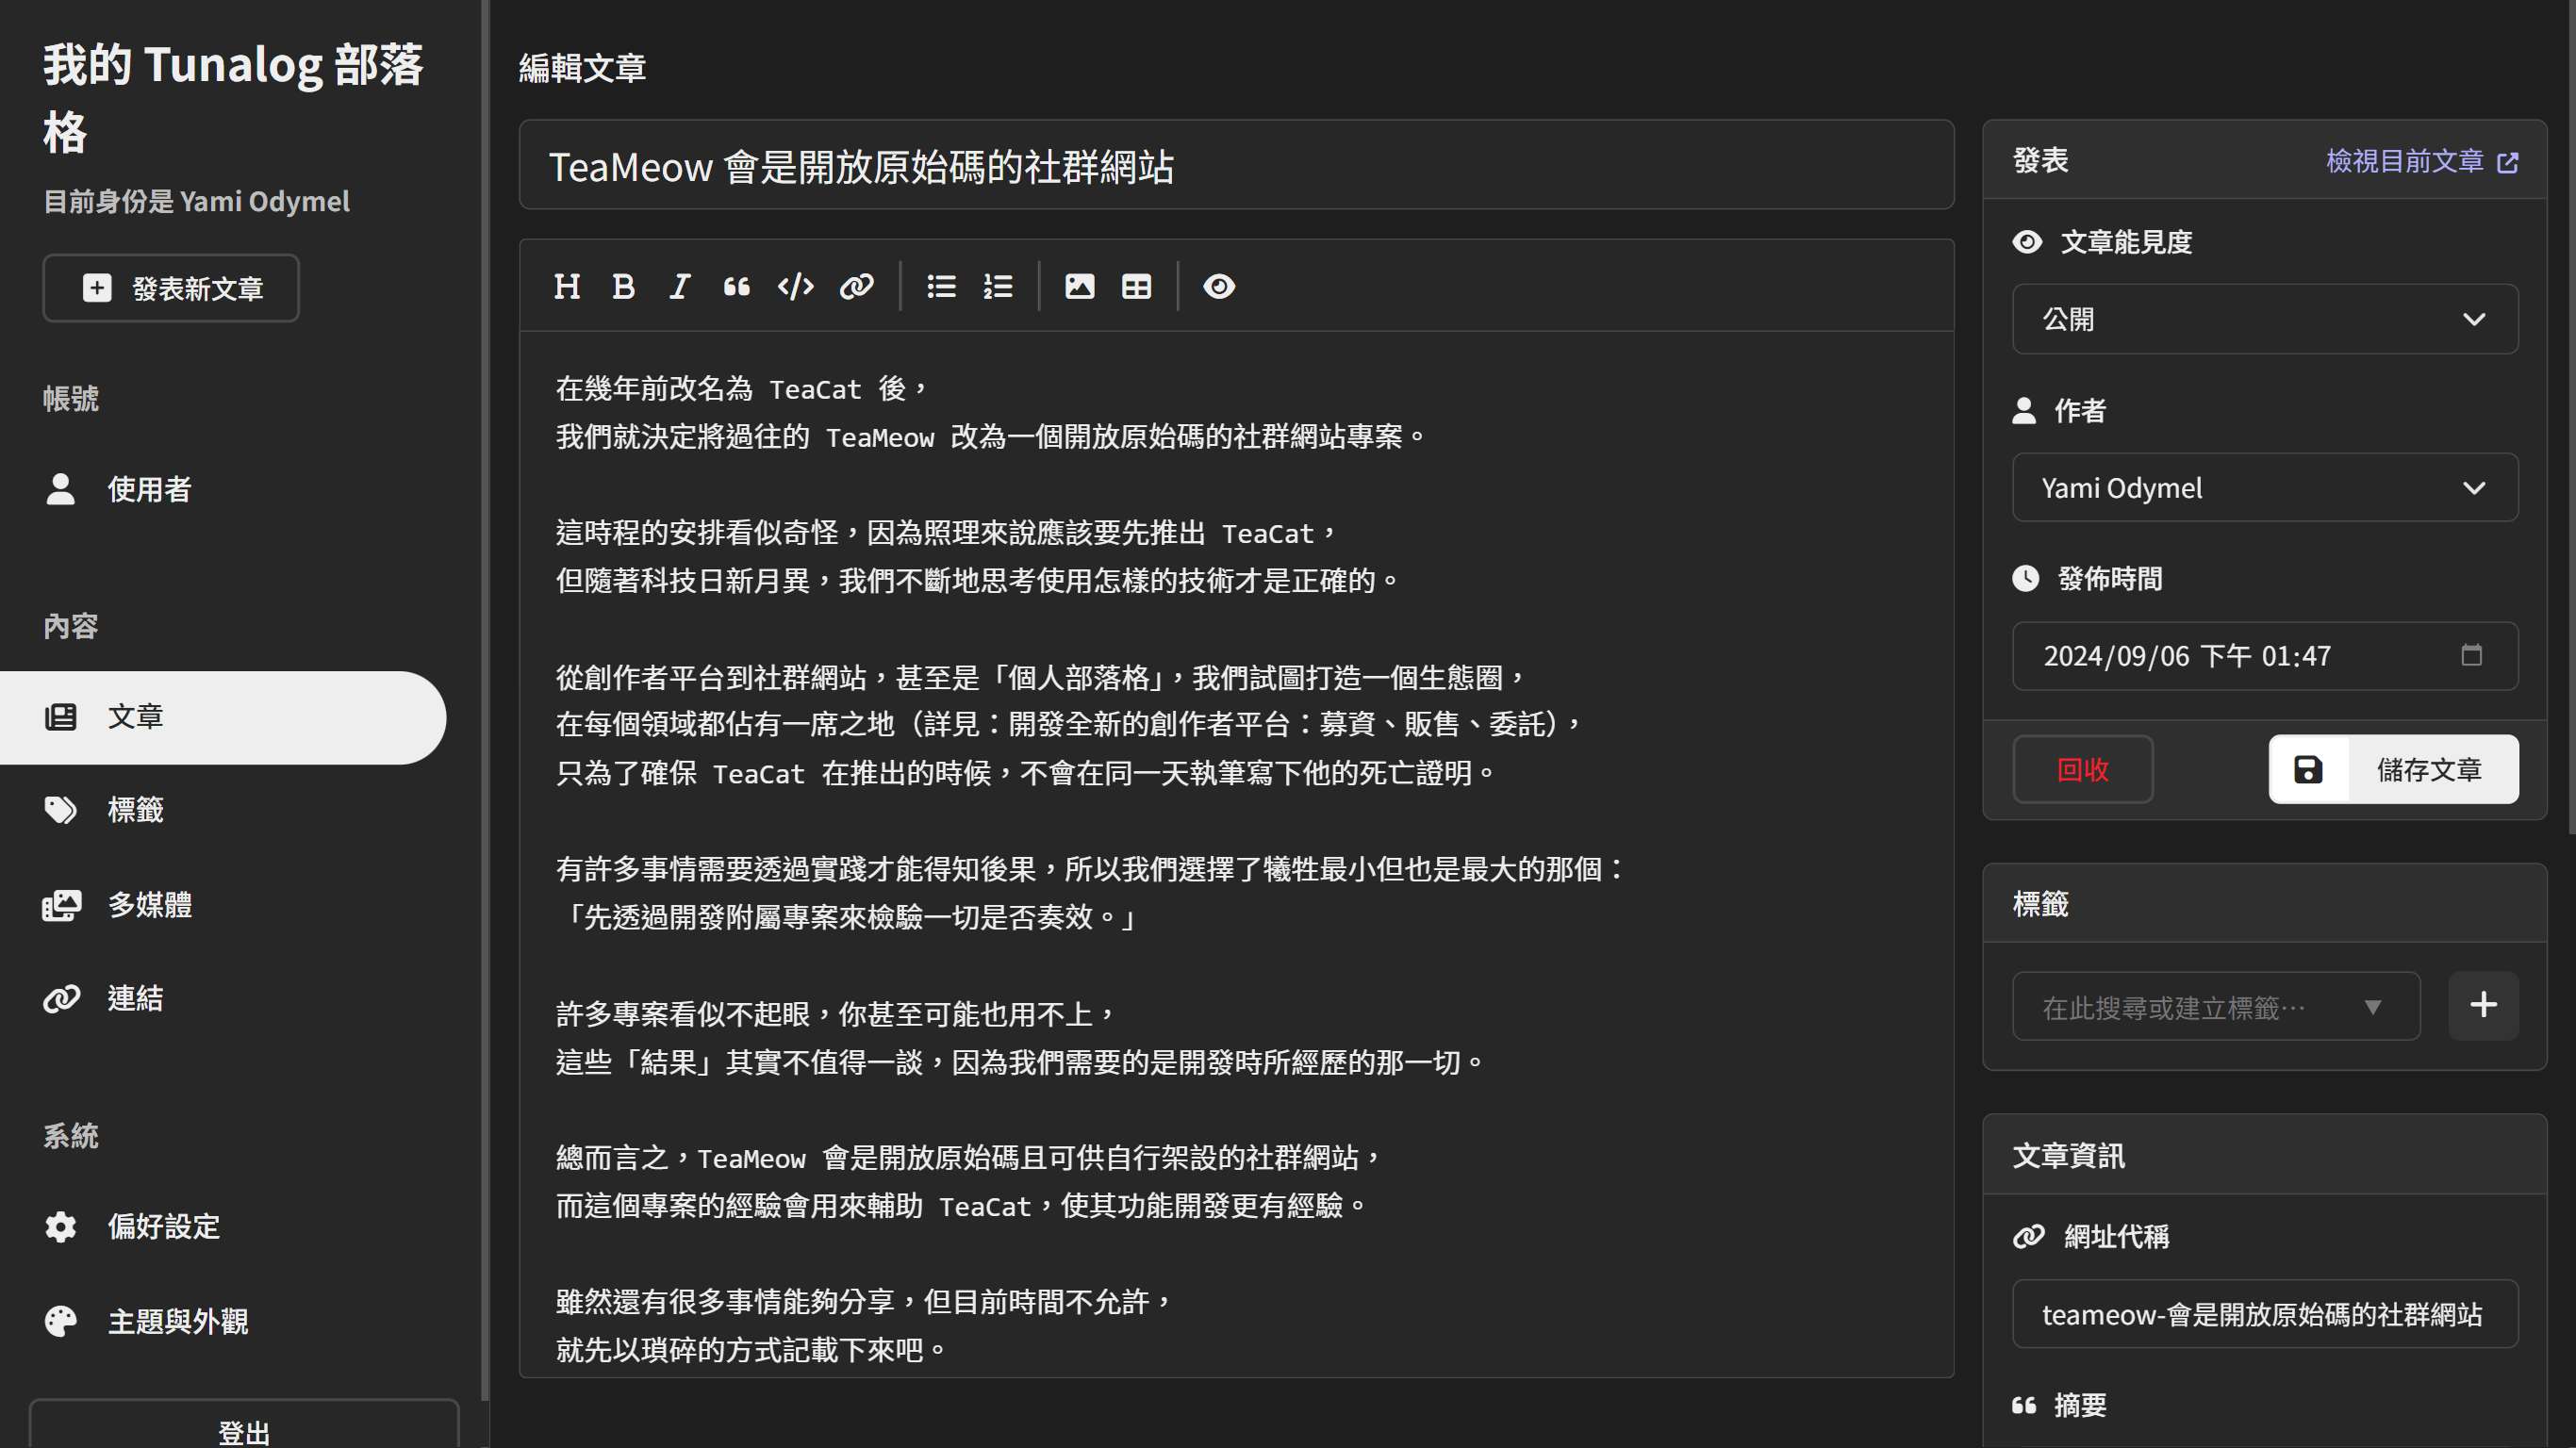 我的 Tunalog 部落
格
目前身份是 Yami Odymel
發表新文章
帳號
使用者
內容
文章
標籤
多媒體
連結
系統
偏好設定
主題與外觀
登出
編輯文章
TeaMeow 會是開放原始碼的社群網站
在幾年前改名為 TeaCat 後，
我們就決定將過往的 TeaMeow 改為一個開放原始碼的社群網站專案。
這時程的安排看似奇怪，因為照理來說應該要先推出 TeaCat，
但隨著科技日新月異，我們不斷地思考使用怎樣的技術才是正確的。
從創作者平台到社群網站，甚至是「個人部落格」，我們試圖打造一個生態圈，
在每個領域都佔有一席之地（詳見：開發全新的創作者平台：募資、販售、委託），
只為了確保 TeaCat 在推出的時候，不會在同一天執筆寫下他的死亡證明。
有許多事情需要透過實踐才能得知後果，所以我們選擇了犧牲最小但也是最大的那個：
「先透過開發附屬專案來檢驗一切是否奏效。」
許多專案看似不起眼，你甚至可能也用不上，
這些「結果」其實不值得一談，因為我們需要的是開發時所經歷的那一切。
總而言之，TeaMeow 會是開放原始碼且可供自行架設的社群網站，
而這個專案的經驗會用來輔助 TeaCat，使其功能開發更有經驗。
雖然還有很多事情能夠分享，但目前時間不允許，
就先以瑣碎的方式記載下來吧。
發表 檢視目前文章
文章能見度
公開
作者
Yami Odymel
發佈時間
2024/09/06 下午 01:47
回收 儲存文章
標籤
在此搜尋或建立標籤…
文章資訊
網址代稱
teameow-會是開放原始碼的社群網站
摘要